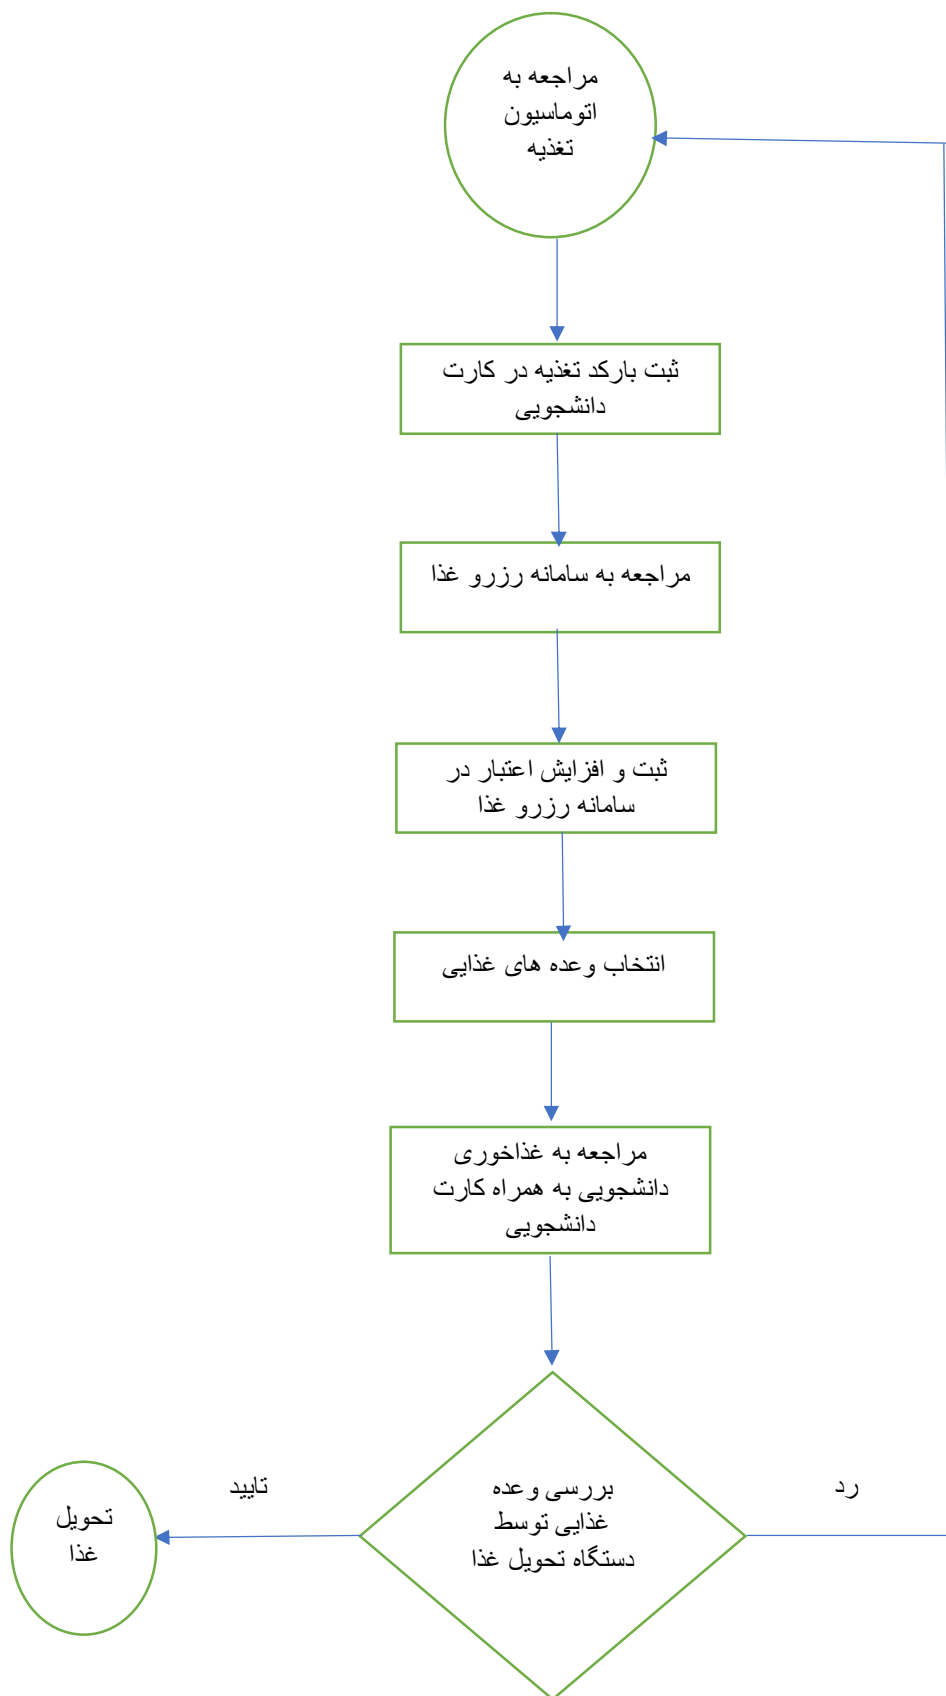 مراجعه به
اتوماسیون
تغذیه
ثبت بارکد تغذیه در کارت
دانشجویی
مراجعه به سامانه رزرو غذا
ثبت و افزایش اعتبار در
سامانه رزرو غذا
انتخاب وعده های غذایی
مراجعه به غذاخوری
دانشجویی به همراه کارت
دانشجویی
بررسی وعده
غذایی توسط
دستگاه تحویل غذا
رد
تایید
تحویل
غذا